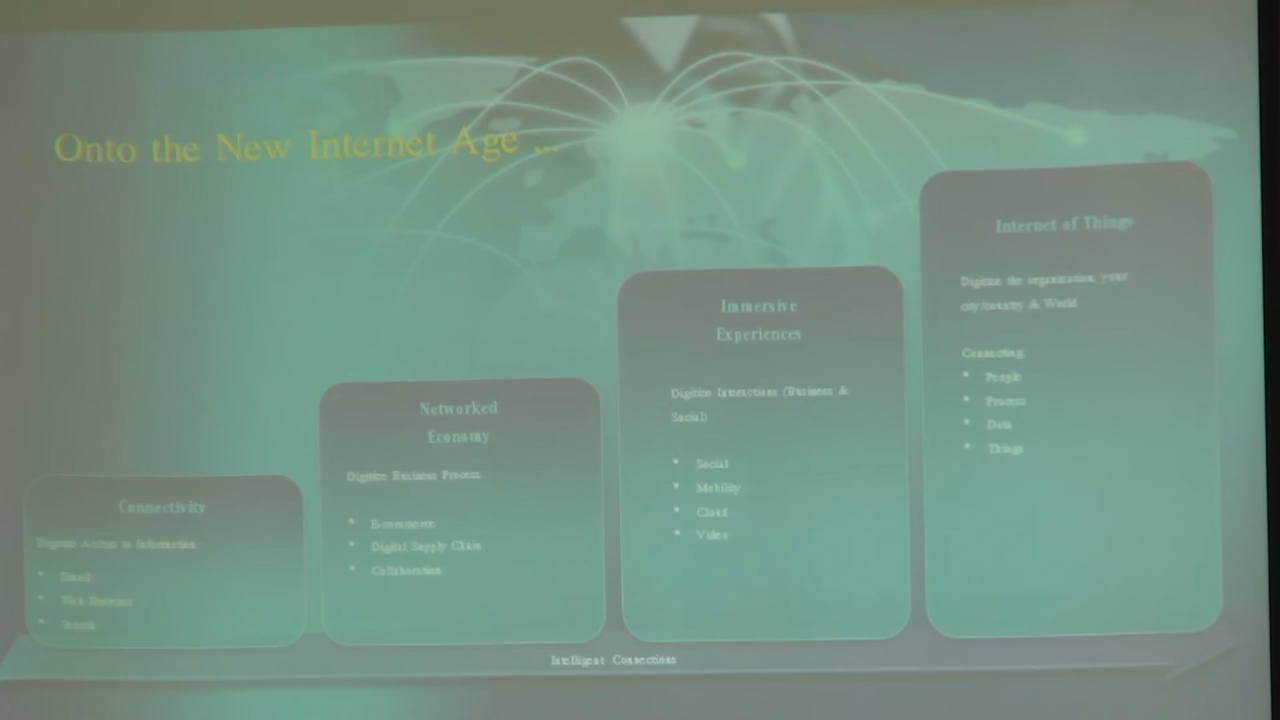 Onto the New Internet Age ...
Connectivity
Digitize Access to Information
• Email
• Web Browser
• Search
Networked
Economy
Digitize Business Process
• E-commerce
• Digital Supply Chain
• Collaboration
Immersive
Experiences
Digitize Interactions (Business &
Social)
• Social
• Mobility
• Cloud
• Video
Internet of Things
Digitize the organization, your
city/country & World
Connecting:
• People
• Process
• Data
• Things
Intelligent Connections